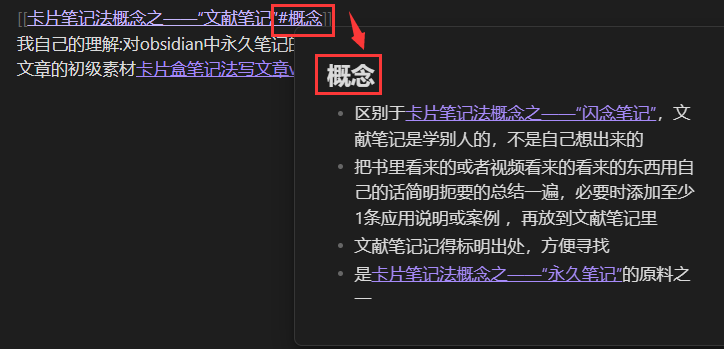 [[卡片笔记法概念之——“文献笔记”#概念]]
我自己的理解:对obsidian中永久笔记的
文章的初级素材卡片盒笔记法写文章v
概念
区别于卡片笔记法概念之——“闪念笔记”，文
献笔记是学别人的，不是自己想出来的
把书里看来的或者视频看来的看来的东西用自
己的话简明扼要的总结一遍，必要时添加至少
1条应用说明或案例 ，再放到文献笔记里
文献笔记记得标明出处，方便寻找
是卡片笔记法概念之——“永久笔记”的原料之
一